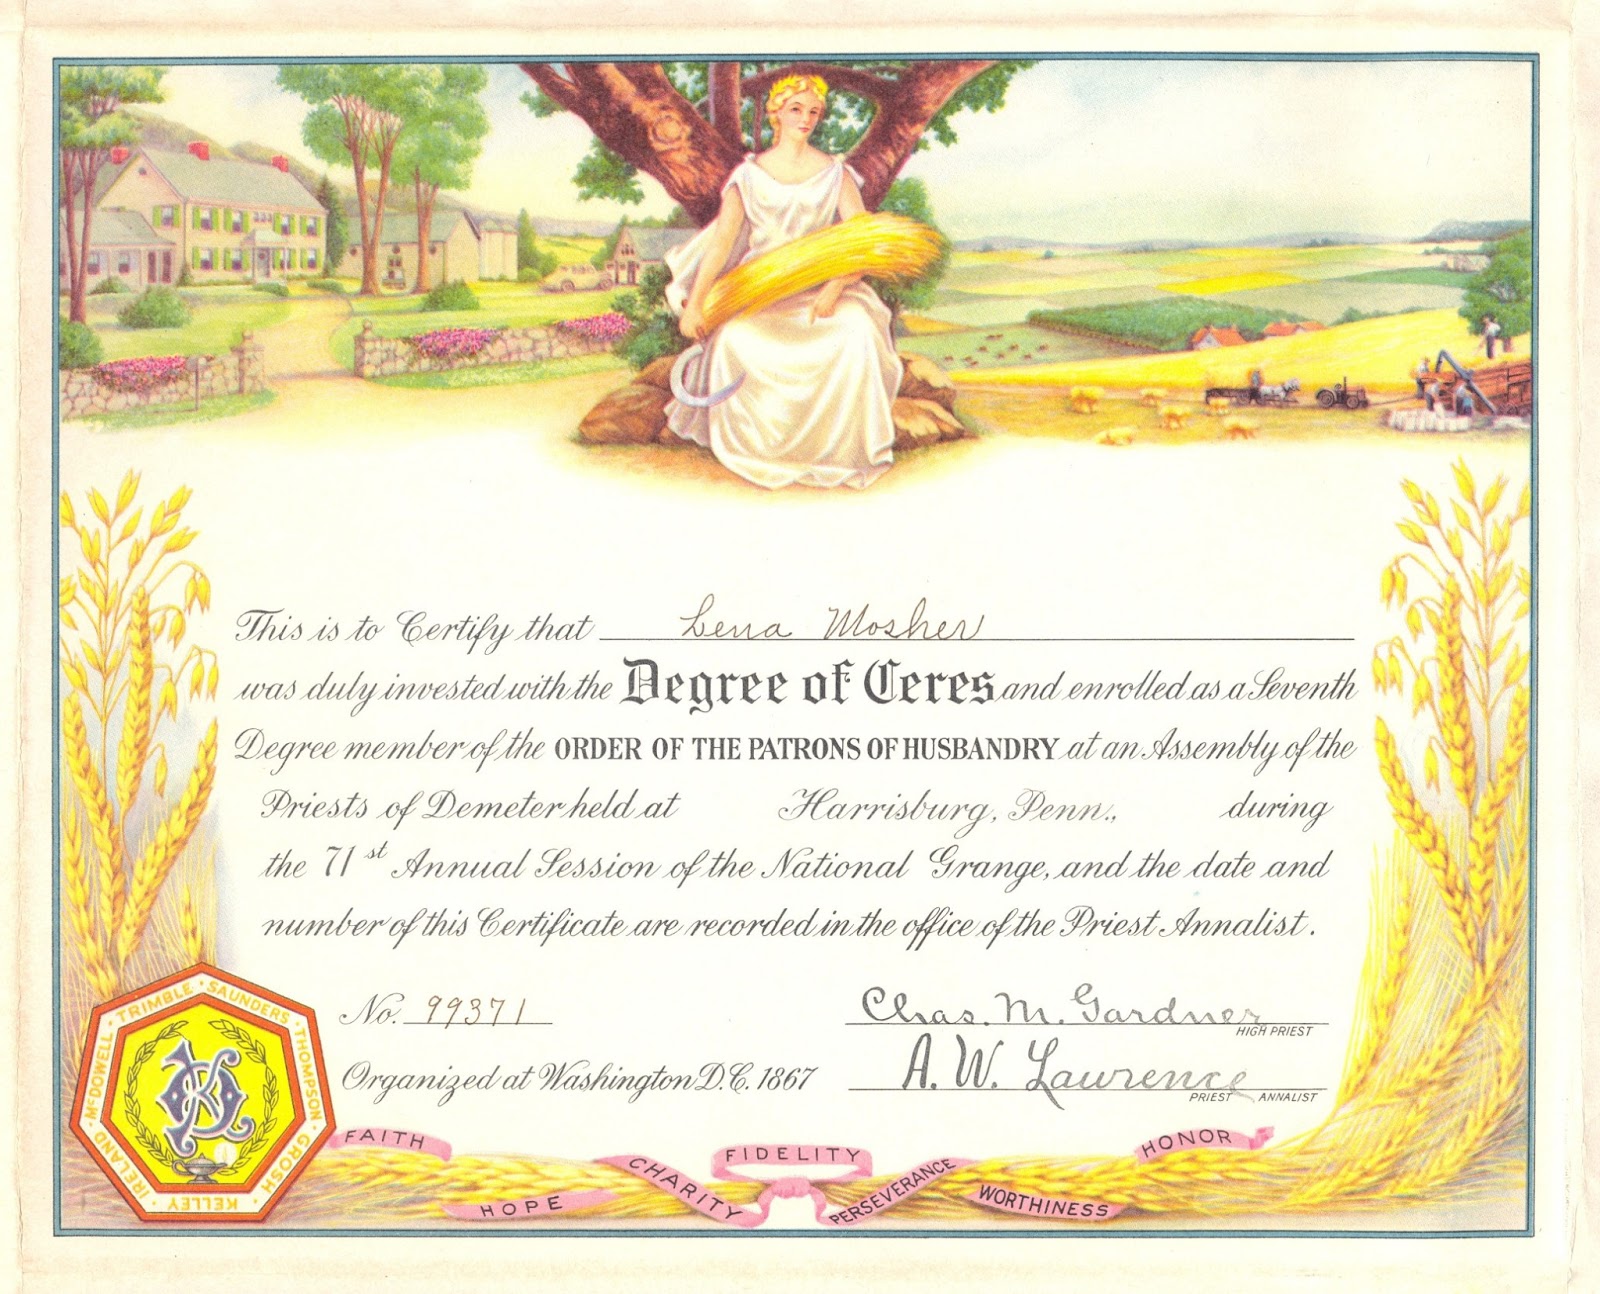 This is to Certify that Lena Mosher
was duly invested with the Degree of Ceres and enrolled as a Seventh
Degree member of the ORDER OF THE PATRONS OF HUSBANDRY at an Assembly of the
Priests of Demeter held at Harrisburg, Penn., during
the 71st Annual Session of the National Grange, and the date and
number of this Certificate are recorded in the office of the Priest Annalist.
No. 99371
Chas. M. Gardner
HIGH PRIEST
Organized at Washington D.C. 1867
A. W. Lawrence
PRIEST ANNALIST
McDOWELL · TRIMBLE · SAUNDERS · THOMPSON · GROSH · KELLEY · IRELAND ·
FAITH
HOPE
CHARITY
FIDELITY
PERSEVERANCE
WORTHINESS
HONOR